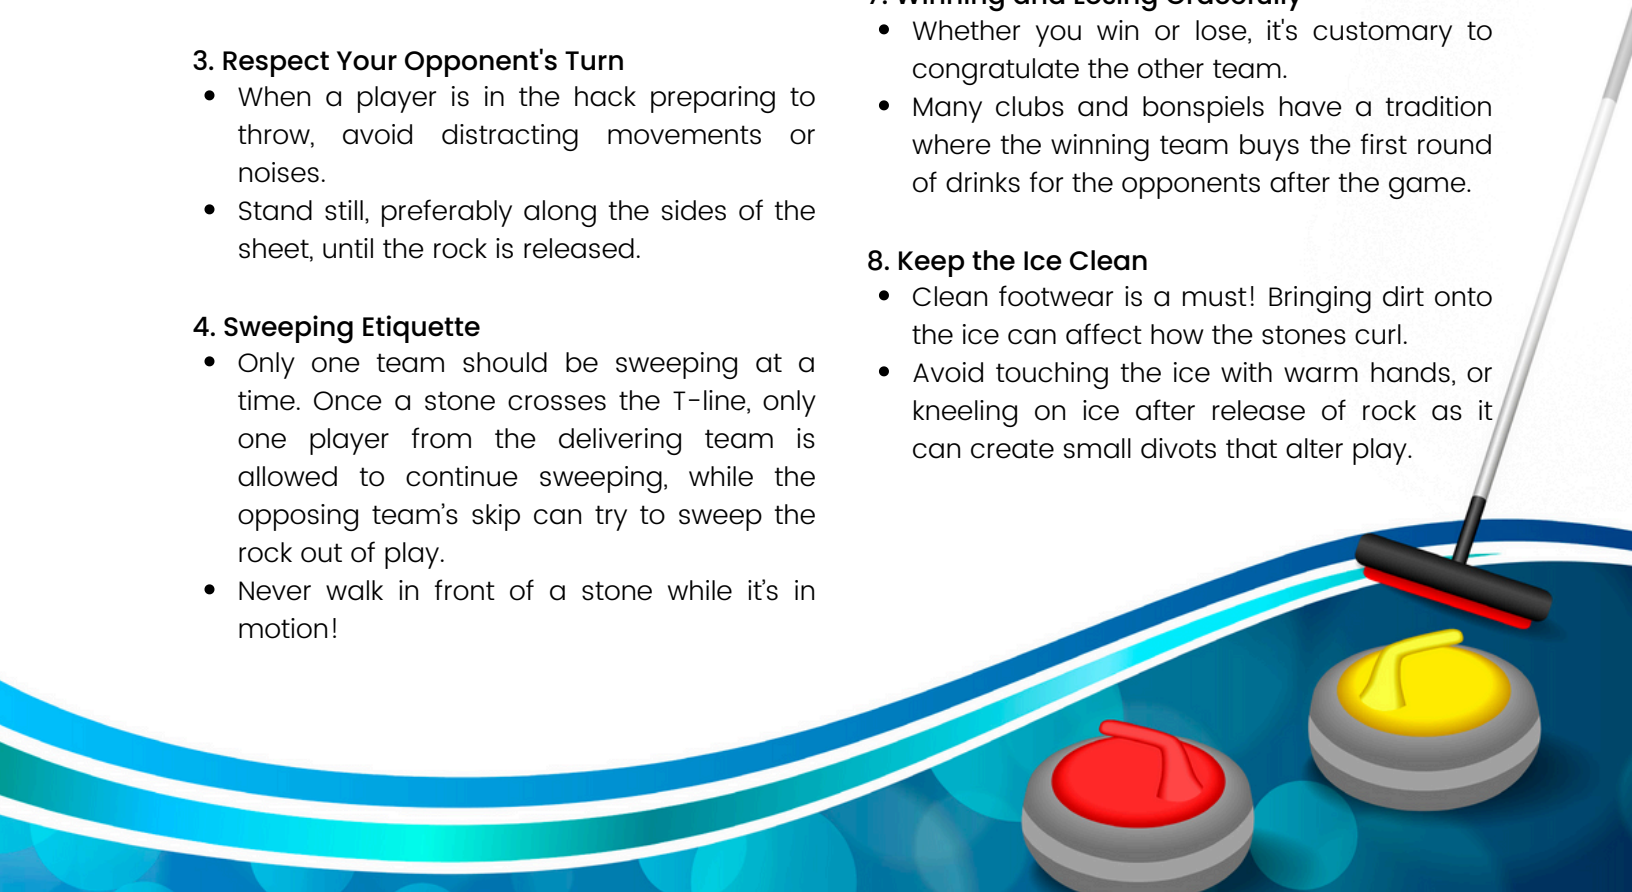 3. Respect Your Opponent's Turn
• When a player is in the hack preparing to
throw, avoid distracting movements or
noises.
• Stand still, preferably along the sides of the
sheet, until the rock is released.
4. Sweeping Etiquette
• Only one team should be sweeping at a
time. Once a stone crosses the T-line, only
one player from the delivering team is
allowed to continue sweeping, while the
opposing team’s skip can try to sweep the
rock out of play.
• Never walk in front of a stone while it’s in
motion!
7. Winning and Losing Gracefully
• Whether you win or lose, it's customary to
congratulate the other team.
• Many clubs and bonspiels have a tradition
where the winning team buys the first round
of drinks for the opponents after the game.
8. Keep the Ice Clean
• Clean footwear is a must! Bringing dirt onto
the ice can affect how the stones curl.
• Avoid touching the ice with warm hands, or
kneeling on ice after release of rock as it
can create small divots that alter play.